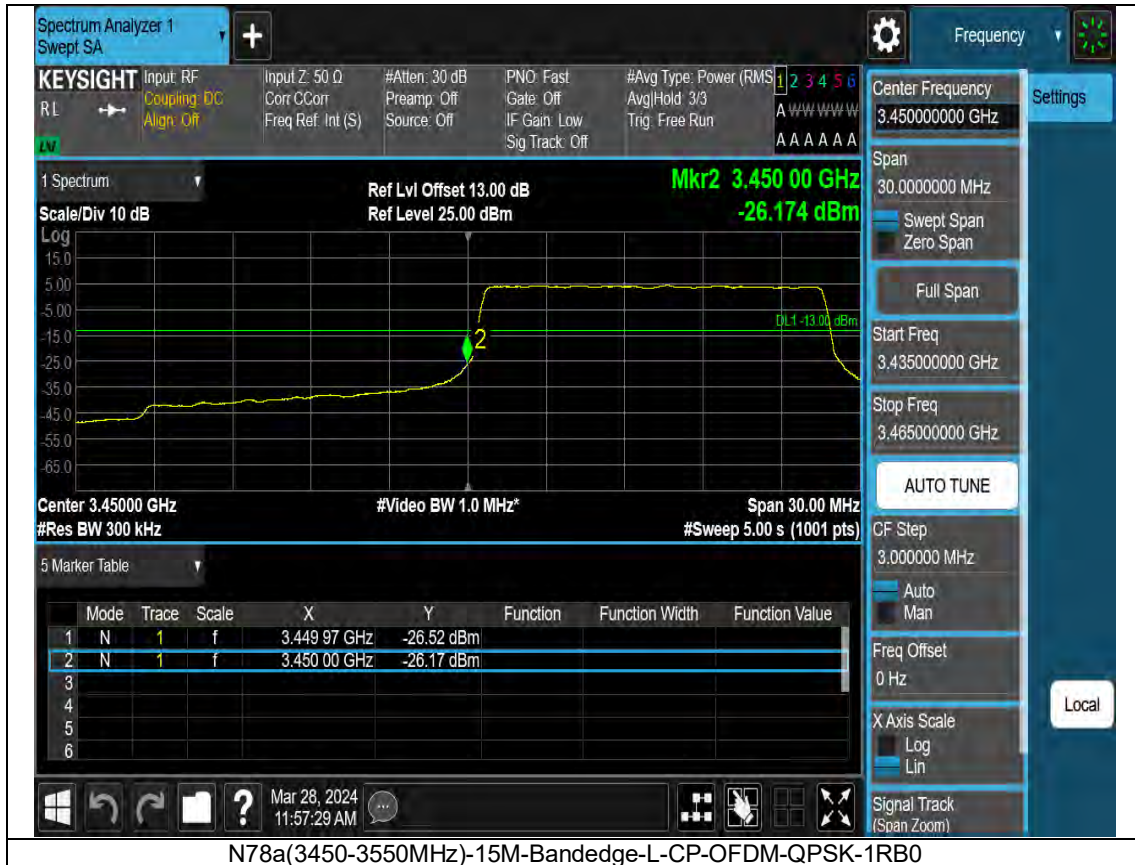 Spectrum Analyzer 1
Swept SA
Frequency
KEYSIGHT
RL
Input: RF
Coupling: DC
Align: Off
Input Z: 50 Ω
Corr CCorr
Freq Ref: Int (S)
#Atten: 30 dB
Preamp: Off
Source: Off
PNO: Fast
Gate: Off
IF Gain: Low
Sig Track: Off
#Avg Type: Power (RMS
Avg|Hold: 3/3
Trig: Free Run
1 2 3 4 5 6
A W W W W W
A A A A A A
1 Spectrum
Scale/Div 10 dB
Ref Lvl Offset 13.00 dB
Ref Level 25.00 dBm
Mkr2 3.450 00 GHz
-26.174 dBm
Log
15.0
5.00
-5.00
-15.0
-25.0
-35.0
-45.0
-55.0
-65.0
2
DL1 -13.00 dBm
Center 3.45000 GHz
#Res BW 300 kHz
#Video BW 1.0 MHz*
Span 30.00 MHz
#Sweep 5.00 s (1001 pts)
5 Marker Table
Mode Trace Scale X Y Function Function Width Function Value
1 N 1 f 3.449 97 GHz -26.52 dBm
2 N 1 f 3.450 00 GHz -26.17 dBm
3
4
5
6
Mar 28, 2024
11:57:29 AM
Center Frequency
3.450000000 GHz
Settings
Span
30.0000000 MHz
Swept Span
Zero Span
Full Span
Start Freq
3.435000000 GHz
Stop Freq
3.465000000 GHz
AUTO TUNE
CF Step
3.000000 MHz
Auto
Man
Freq Offset
0 Hz
X Axis Scale
Log
Lin
Local
Signal Track
(Span Zoom)
N78a(3450-3550MHz)-15M-Bandedge-L-CP-OFDM-QPSK-1RB0